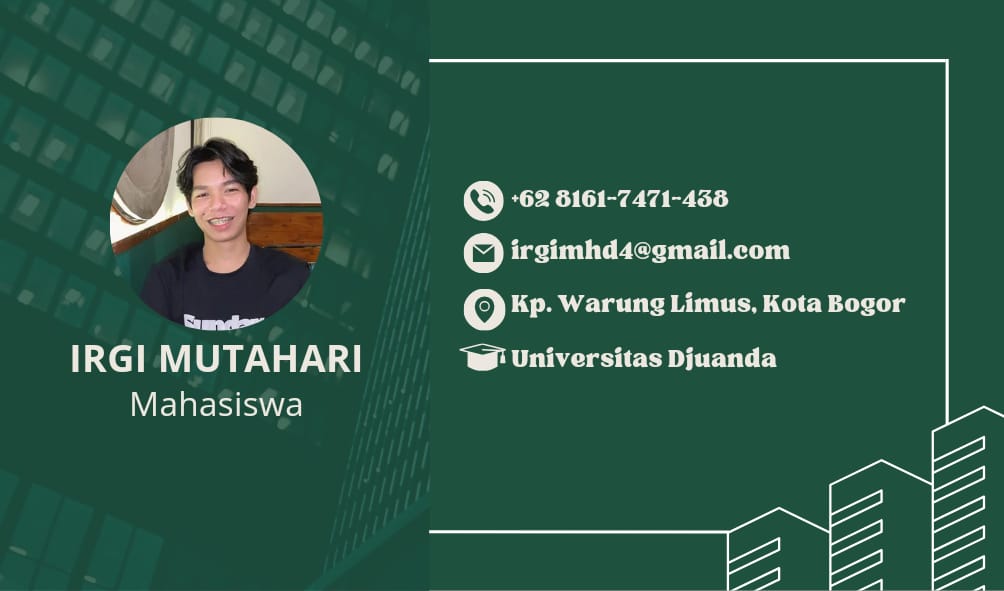 IRGI MUTAHARI
Mahasiswa
+62 8161-7471-438
irgimhd4@gmail.com
Kp. Warung Limus, Kota Bogor
Universitas Djuanda